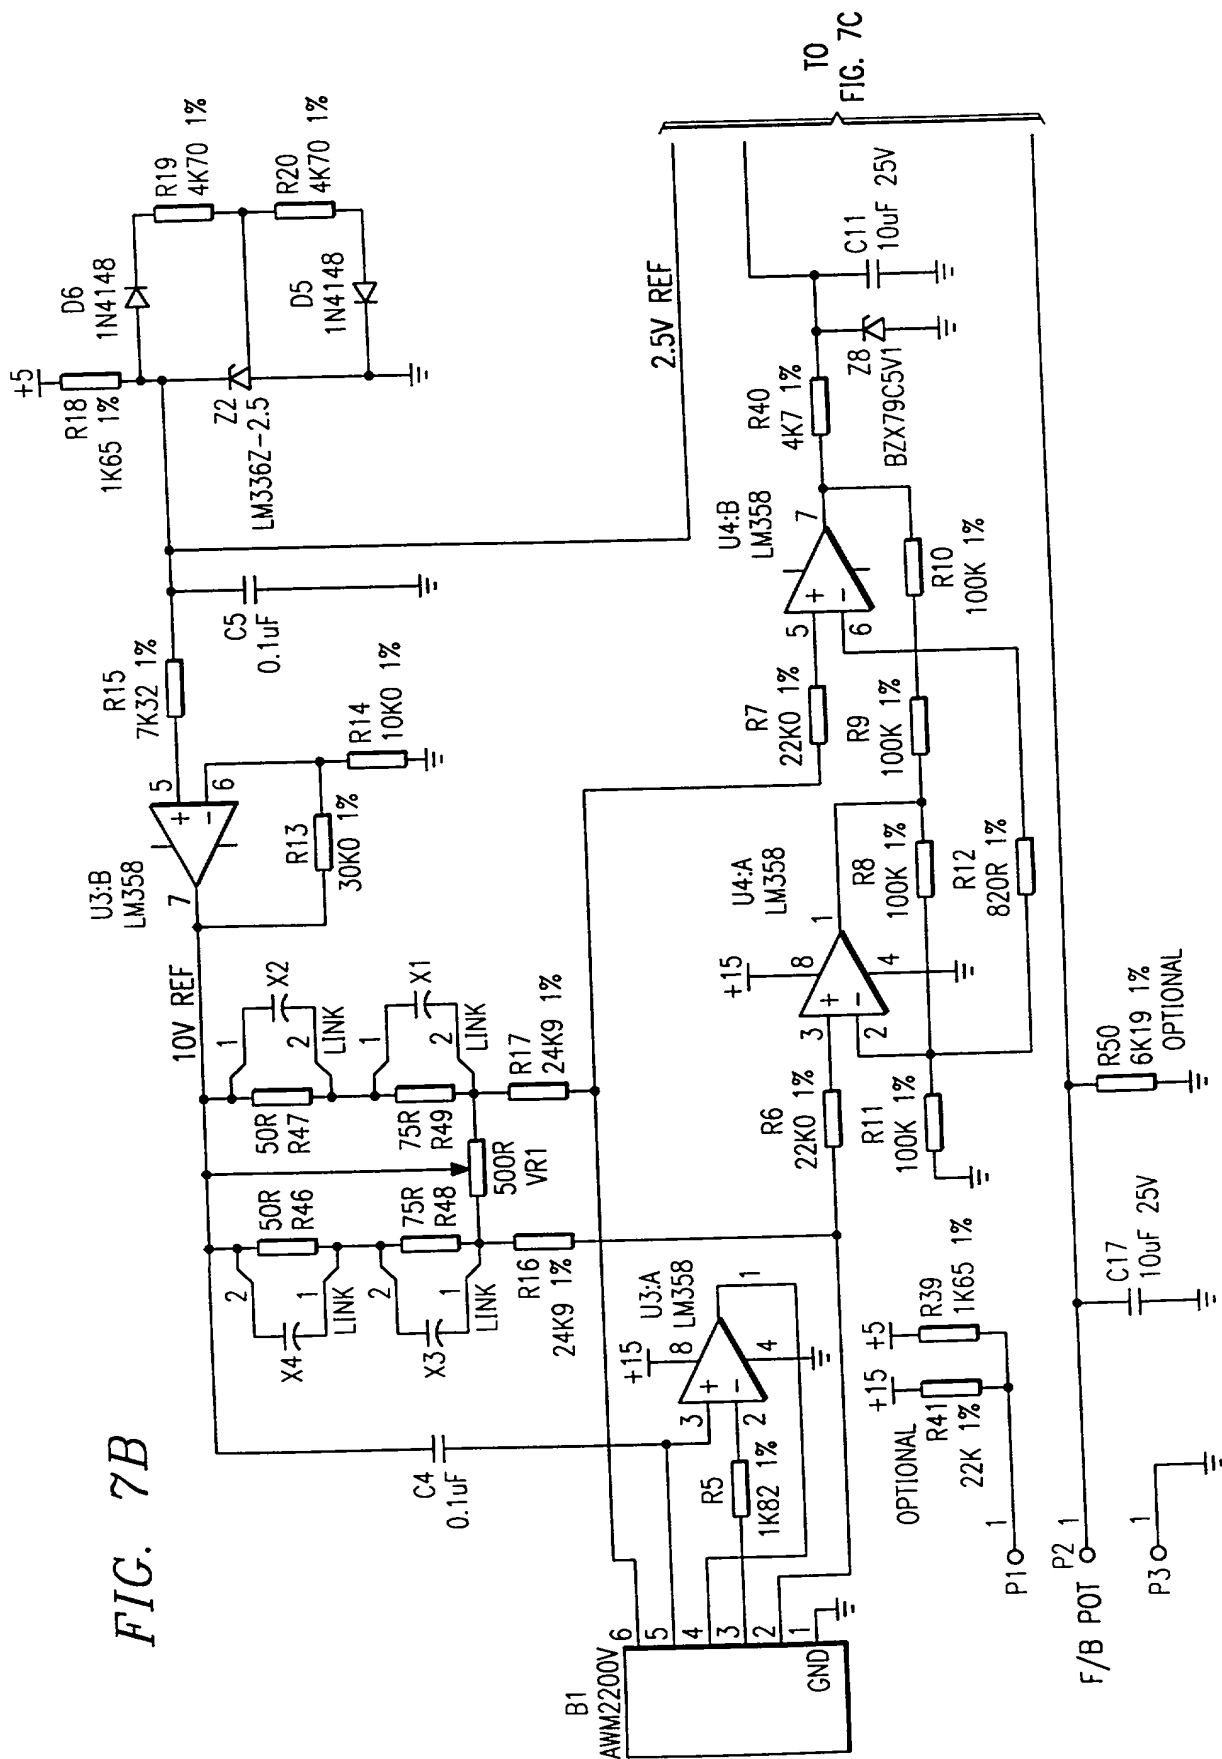 FIG. 7B
B1
AWM2200V
6
5
4
3
2
1
GND
C4
0.1uF
10V REF
X4
2
1
LINK
50R
R46
X3
2
1
LINK
75R
R48
50R
R47
1
2
X2
LINK
75R
R49
1
2
X1
LINK
500R
VR1
R16
24K9 1%
R17
24K9 1%
U3:B
LM358
7
5
6
+
−
R13
30K0 1%
R14
10K0 1%
R15
7K32 1%
C5
0.1uF
+5
R18
1K65 1%
D6
1N4148
R19
4K70 1%
R20
4K70 1%
D5
1N4148
Z2
LM336Z-2.5
2.5V REF
U3:A
LM358
+15
8
3
2
1
4
+
−
R5
1K82 1%
R6
22K0 1%
U4:A
LM358
+15
8
3
2
1
4
+
−
R11
100K 1%
R8
100K 1%
R12
820R 1%
R7
22K0 1%
R9
100K 1%
R10
100K 1%
U4:B
LM358
5
6
7
+
−
R40
4K7 1%
Z8
BZX79C5V1
C11
10uF 25V
TO
FIG. 7C
OPTIONAL
+15
R41
22K 1%
+5
R39
1K65 1%
P1
1
F/B POT
P2
1
P3
1
C17
10uF 25V
R50
6K19 1%
OPTIONAL